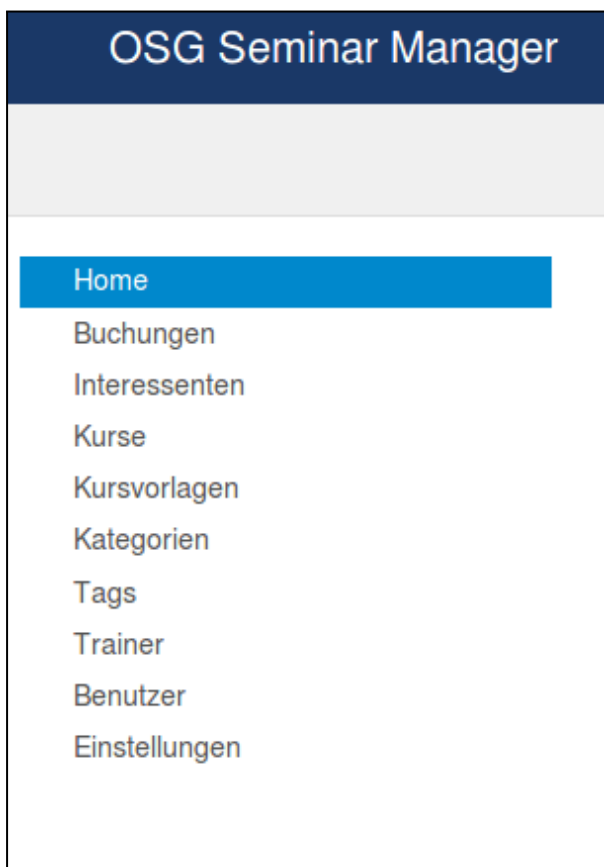 OSG Seminar Manager
Home
Buchungen
Interessenten
Kurse
Kursvorlagen
Kategorien
Tags
Trainer
Benutzer
Einstellungen